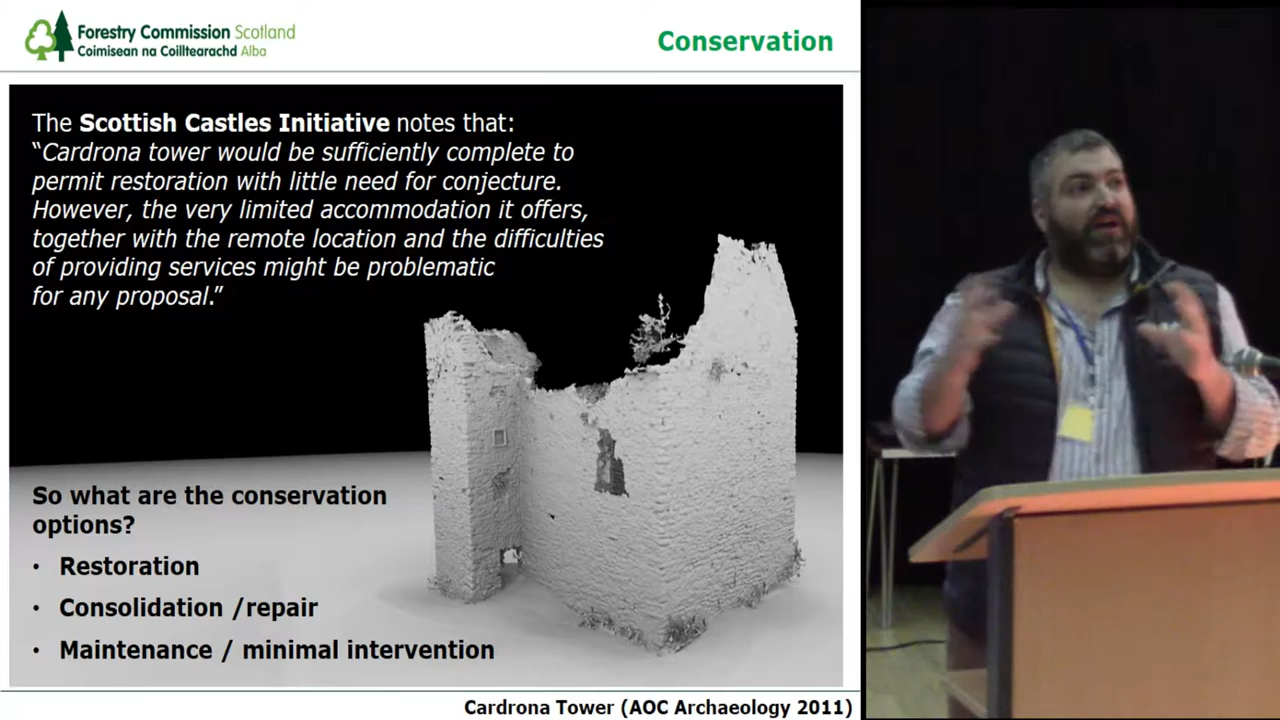 Forestry Commission Scotland
Coimisean na Coilltearachd Alba
Conservation
The Scottish Castles Initiative notes that:
“Cardrona tower would be sufficiently complete to
permit restoration with little need for conjecture.
However, the very limited accommodation it offers,
together with the remote location and the difficulties
of providing services might be problematic
for any proposal.”
So what are the conservation
options?
• Restoration
• Consolidation /repair
• Maintenance / minimal intervention
Cardrona Tower (AOC Archaeology 2011)